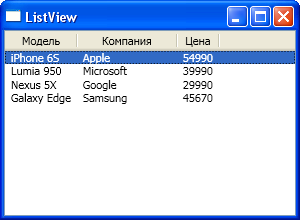 ListView
Модель Компания Цена
iPhone 6S Apple 54990
Lumia 950 Microsoft 39990
Nexus 5X Google 29990
Galaxy Edge Samsung 45670